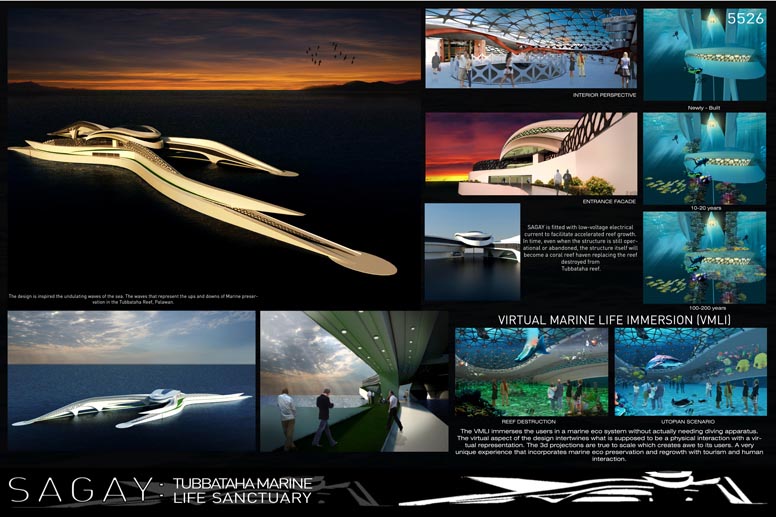 5526
INTERIOR PERSPECTIVE
Newly - Built
ENTRANCE FACADE
10-20 years
SAGAY is fitted with low-voltage electrical
current to facilitate accelerated reef growth.
In time, even when the structure is still oper-
ational or abandoned, the structure itself will
become a coral reef haven replacing the reef
destroyed from
Tubbataha reef.
The design is inspired the undulating waves of the sea. The waves that represent the ups and downs of Marine preser-
vation in the Tubbataha Reef, Palawan.
100-200 years
VIRTUAL MARINE LIFE IMMERSION (VMLI)
REEF DESTRUCTION
UTOPIAN SCENARIO
The VMLI immerses the users in a marine eco system without actually needing diving apparatus.
The virtual aspect of the design intertwines what is supposed to be a physical interaction with a vir-
tual representation. The 3d projections are true to scale which creates awe to its users. A very
unique experience that incorporates marine eco preservation and regrowth with tourism and human
interaction.
SAGAY: TUBBATAHA MARINE
LIFE SANCTUARY